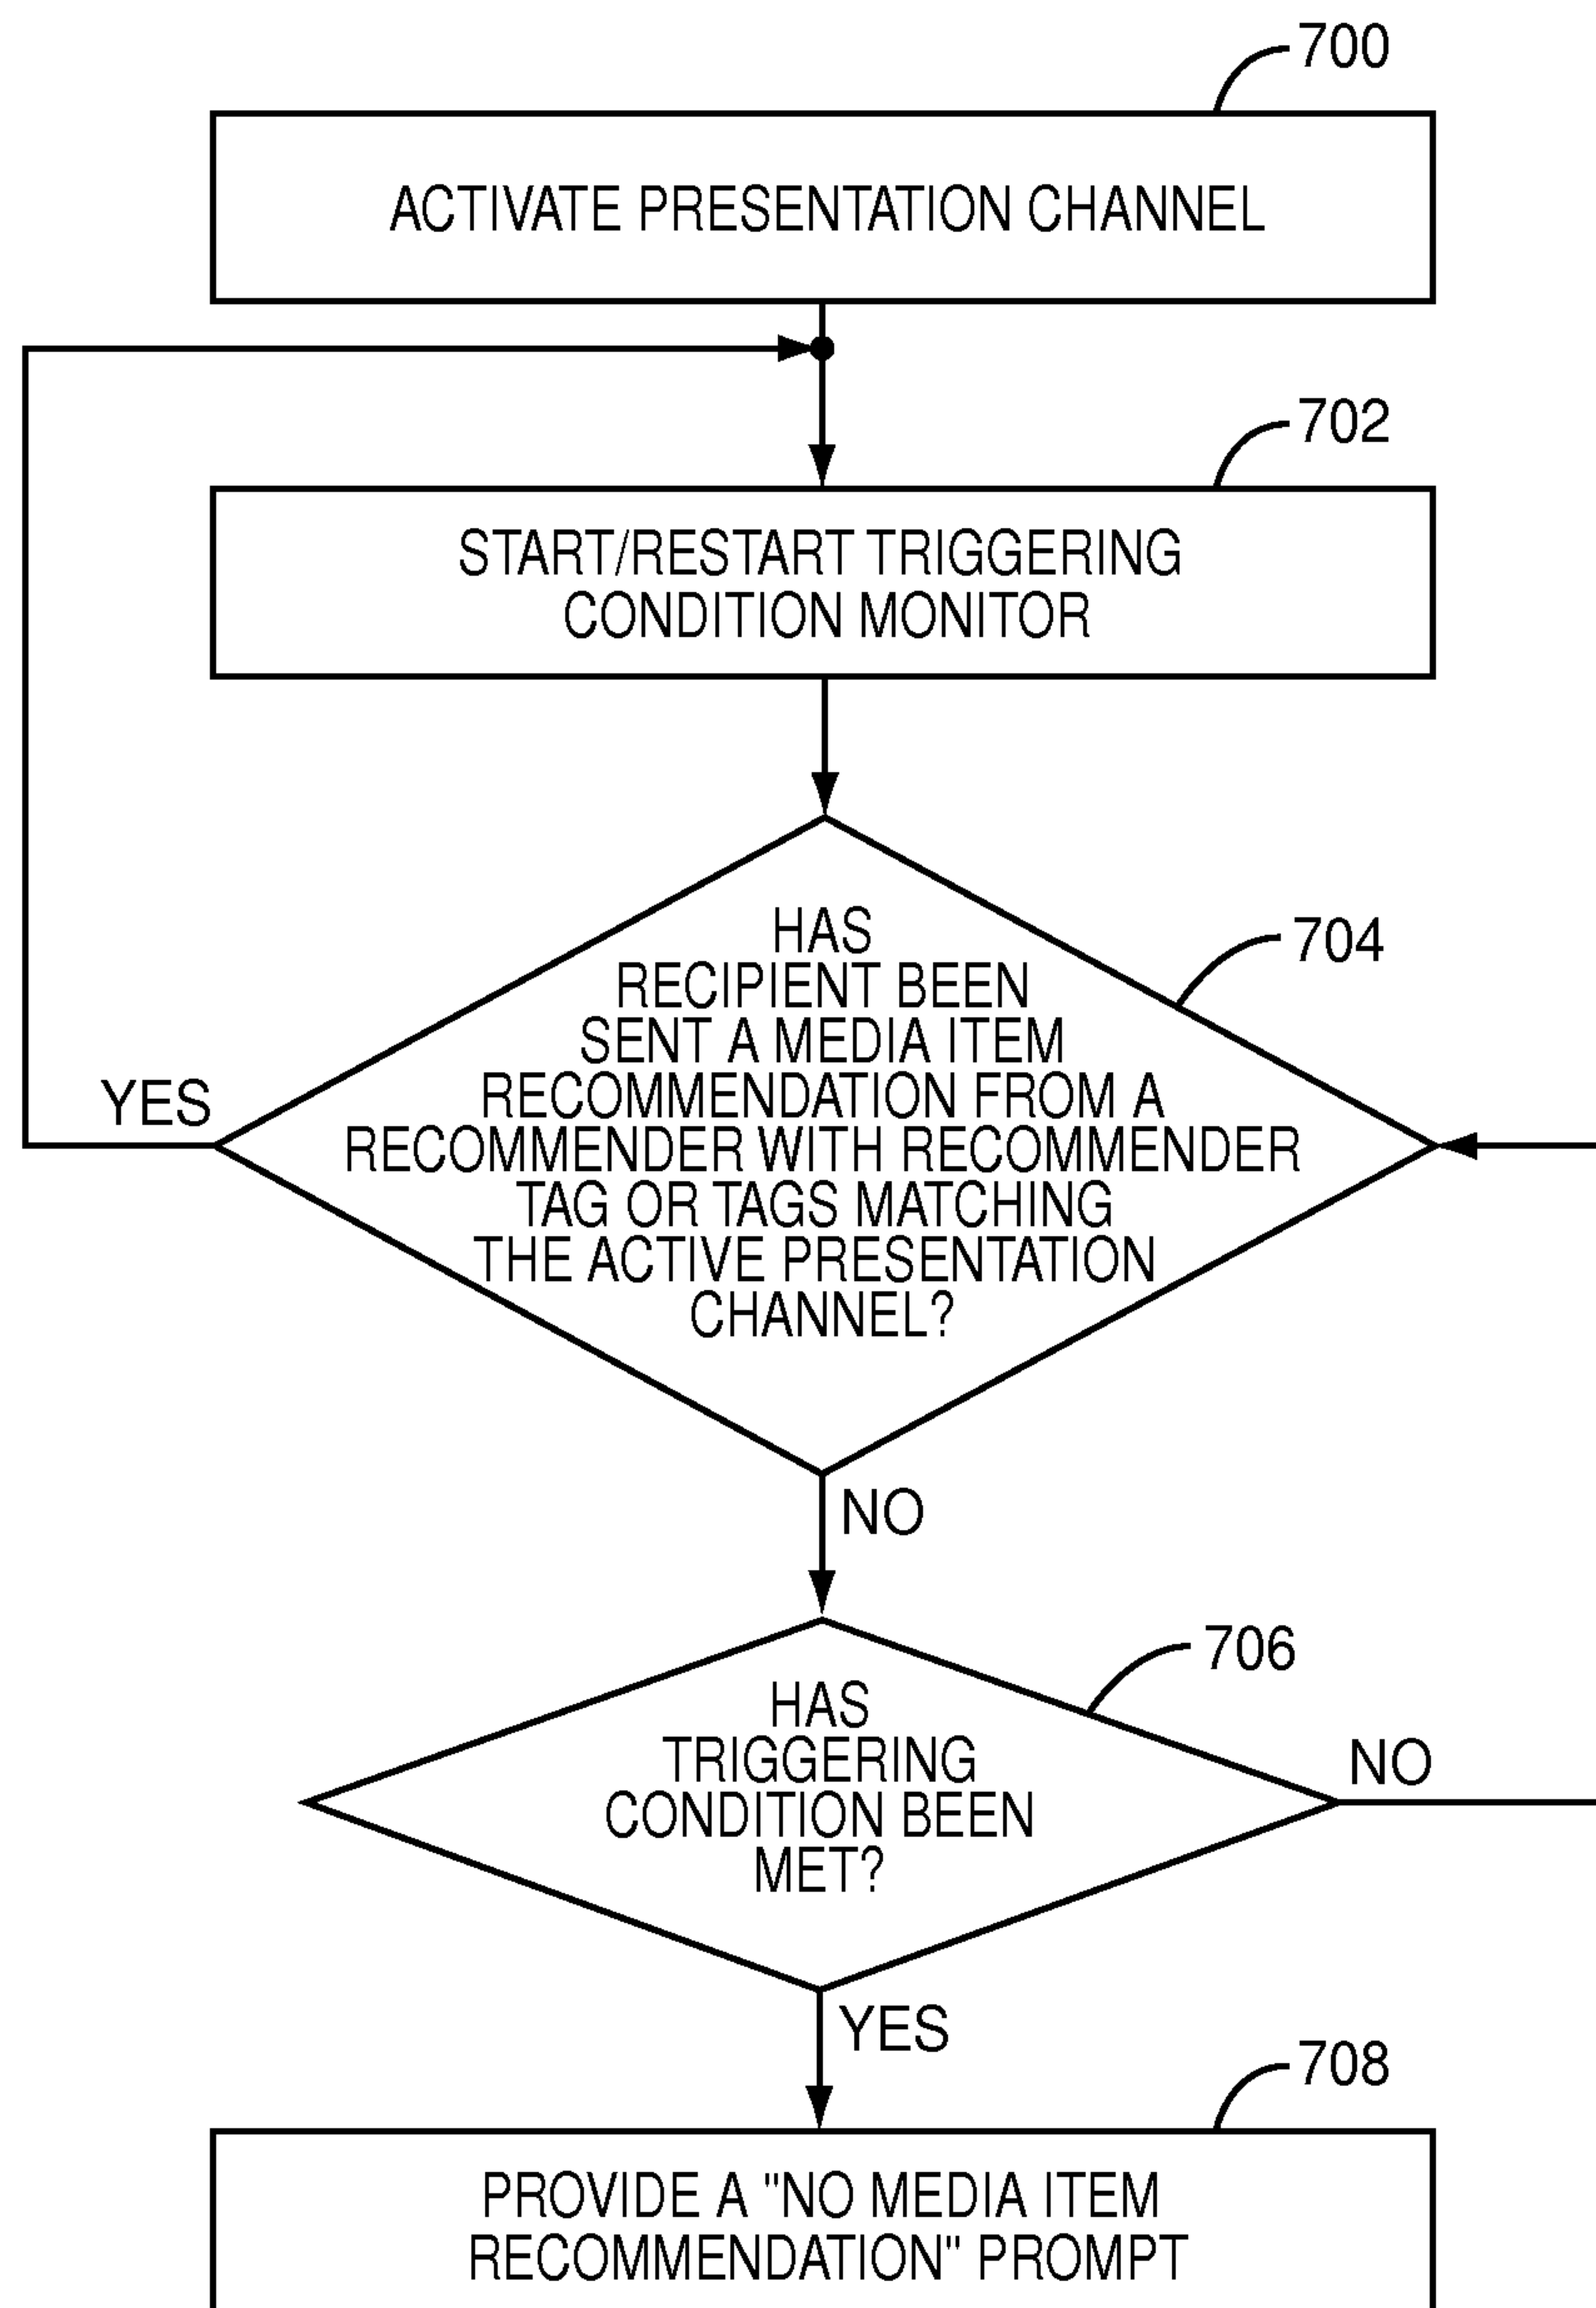 700
ACTIVATE PRESENTATION CHANNEL
702
START/RESTART TRIGGERING
CONDITION MONITOR
704
HAS
RECIPIENT BEEN
SENT A MEDIA ITEM
RECOMMENDATION FROM A
RECOMMENDER WITH RECOMMENDER
TAG OR TAGS MATCHING
THE ACTIVE PRESENTATION
CHANNEL?
YES
NO
706
HAS
TRIGGERING
CONDITION BEEN
MET?
NO
YES
708
PROVIDE A "NO MEDIA ITEM
RECOMMENDATION" PROMPT